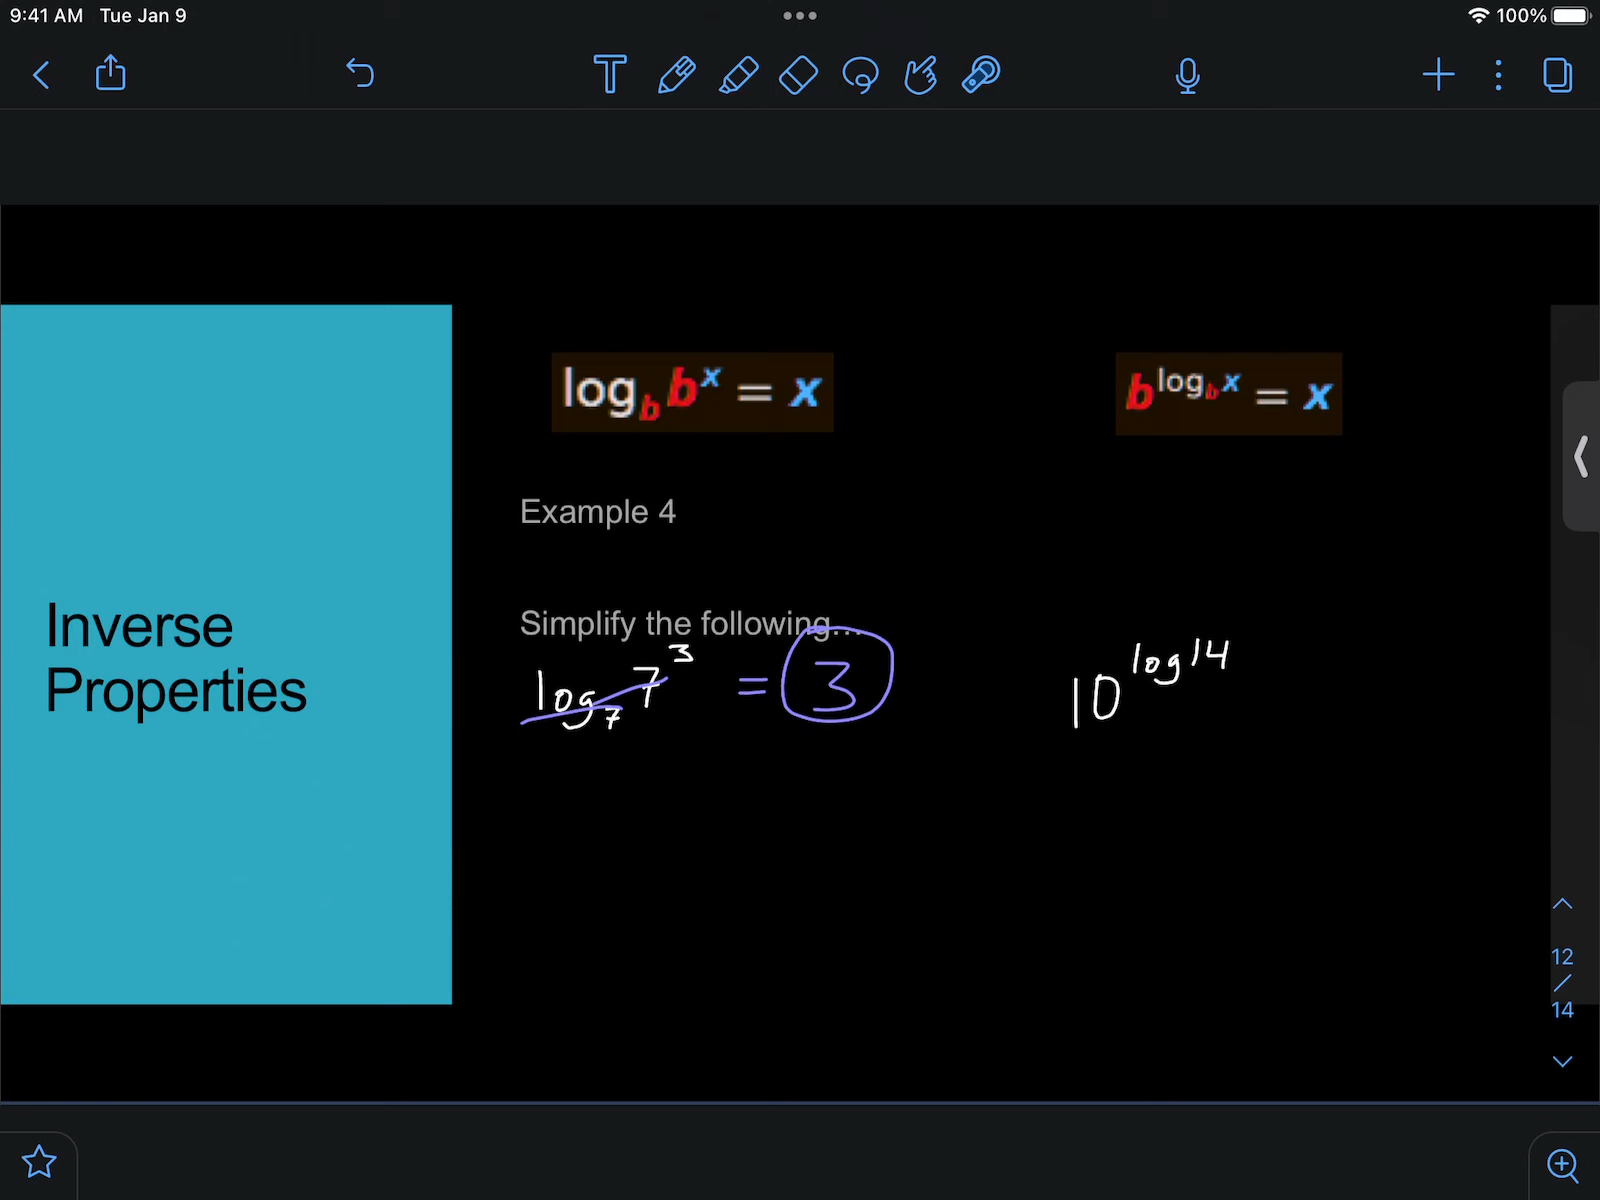 9:41 AM Tue Jan 9
100%
Inverse
Properties
log_b b^x = x
b^{log_b x} = x
Example 4
Simplify the following...
log_7 7^3 = 3
10^{log 14}
12
/
14